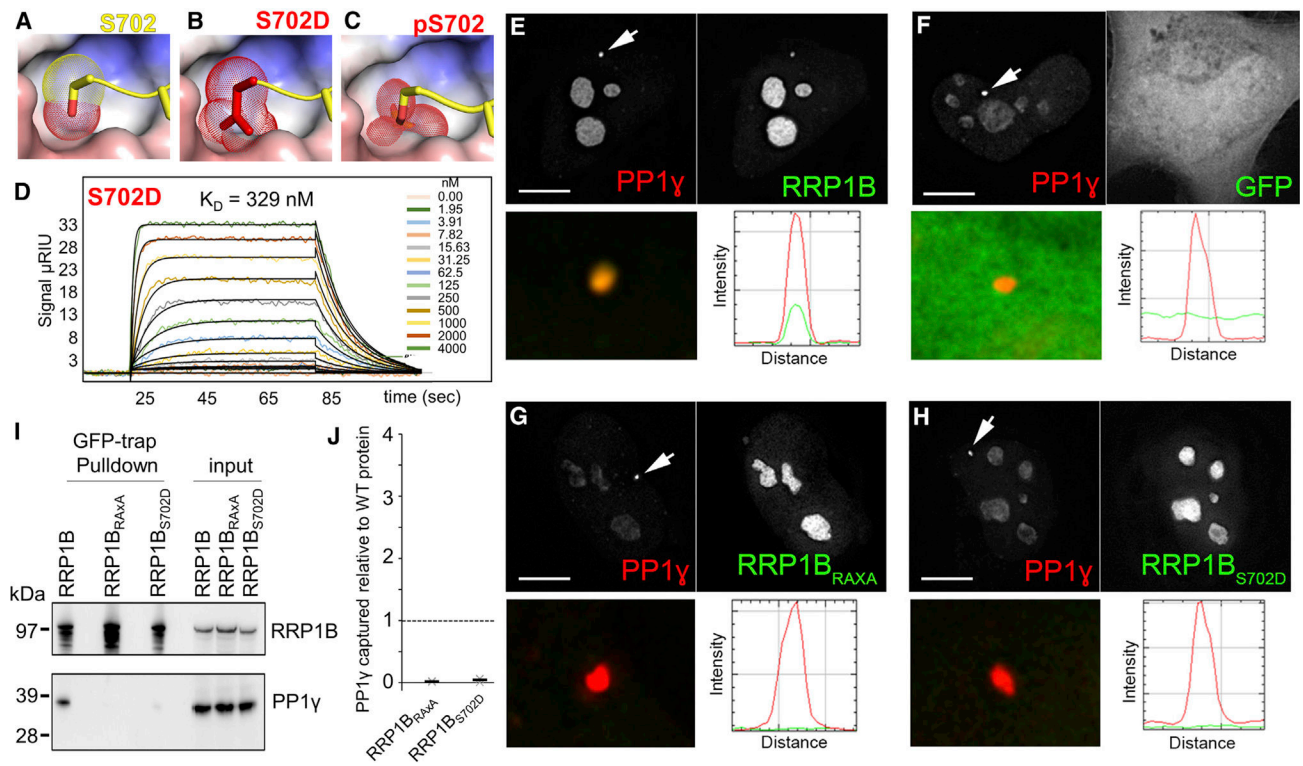 A S702
B S702D
C pS702
D S702D K_D = 329 nM
Signal µRIU
33
28
23
18
13
8
3
25 45 65 85 time (sec)
nM
0.00
1.95
3.91
7.82
15.63
31.25
62.5
125
250
500
1000
2000
4000
E
PP1ɣ
RRP1B
Intensity
Distance
F
PP1ɣ
GFP
Intensity
Distance
G
PP1ɣ
RRP1B_RAXA
Intensity
Distance
H
PP1ɣ
RRP1B_S702D
Intensity
Distance
I
GFP-trap
Pulldown
input
RRP1B
RRP1B_RAxA
RRP1B_S702D
RRP1B
RRP1B_RAxA
RRP1B_S702D
kDa
97
RRP1B
39
PP1γ
28
J
PP1γ captured relative to WT protein
4
3
2
1
0
RRP1B_RAxA
RRP1B_S702D